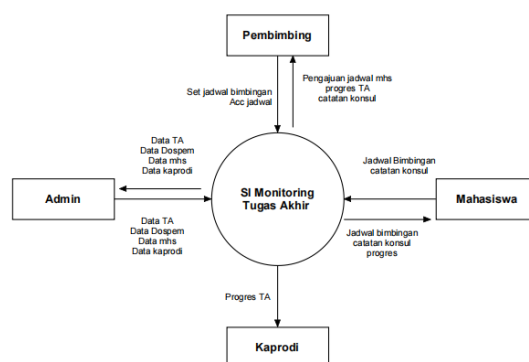 Pembimbing
Set jadwal bimbingan
Acc jadwal
Pengajuan jadwal mhs
progres TA
catatan konsul
Data TA
Data Dospem
Data mhs
Data kaprodi
Admin
Data TA
Data Dospem
Data mhs
Data kaprodi
SI Monitoring
Tugas Akhir
Jadwal Bimbingan
catatan konsul
Mahasiswa
Jadwal bimbingan
catatan konsul
progres
Progres TA
Kaprodi